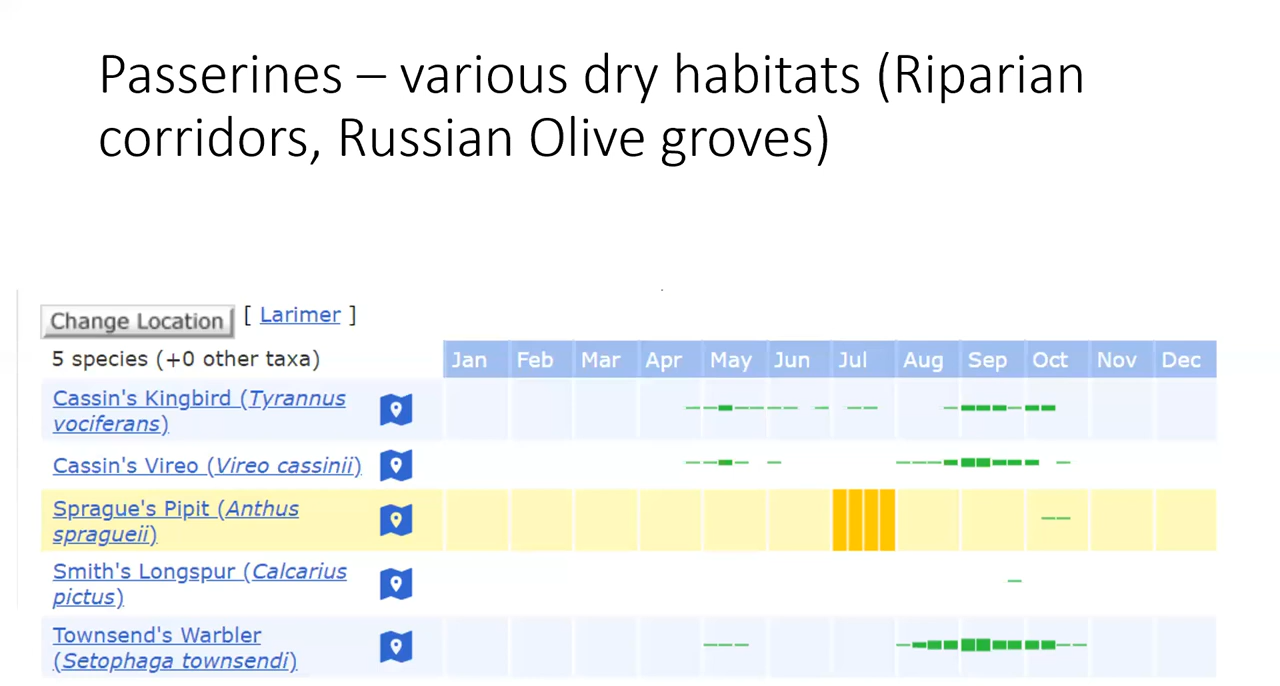 Passerines – various dry habitats (Riparian
corridors, Russian Olive groves)
Change Location [ Larimer ]
5 species (+0 other taxa) Jan Feb Mar Apr May Jun Jul Aug Sep Oct Nov Dec
Cassin's Kingbird (Tyrannus
vociferans)
Cassin's Vireo (Vireo cassinii)
Sprague's Pipit (Anthus
spragueii)
Smith's Longspur (Calcarius
pictus)
Townsend's Warbler
(Setophaga townsendi)